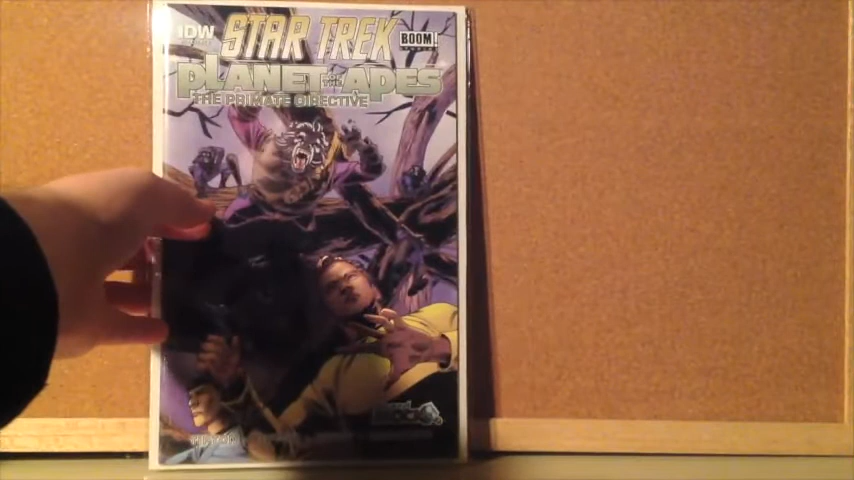 IDW
STAR TREK
BOOM!
PLANET OF THE APES
THE PRIMATE DIRECTIVE